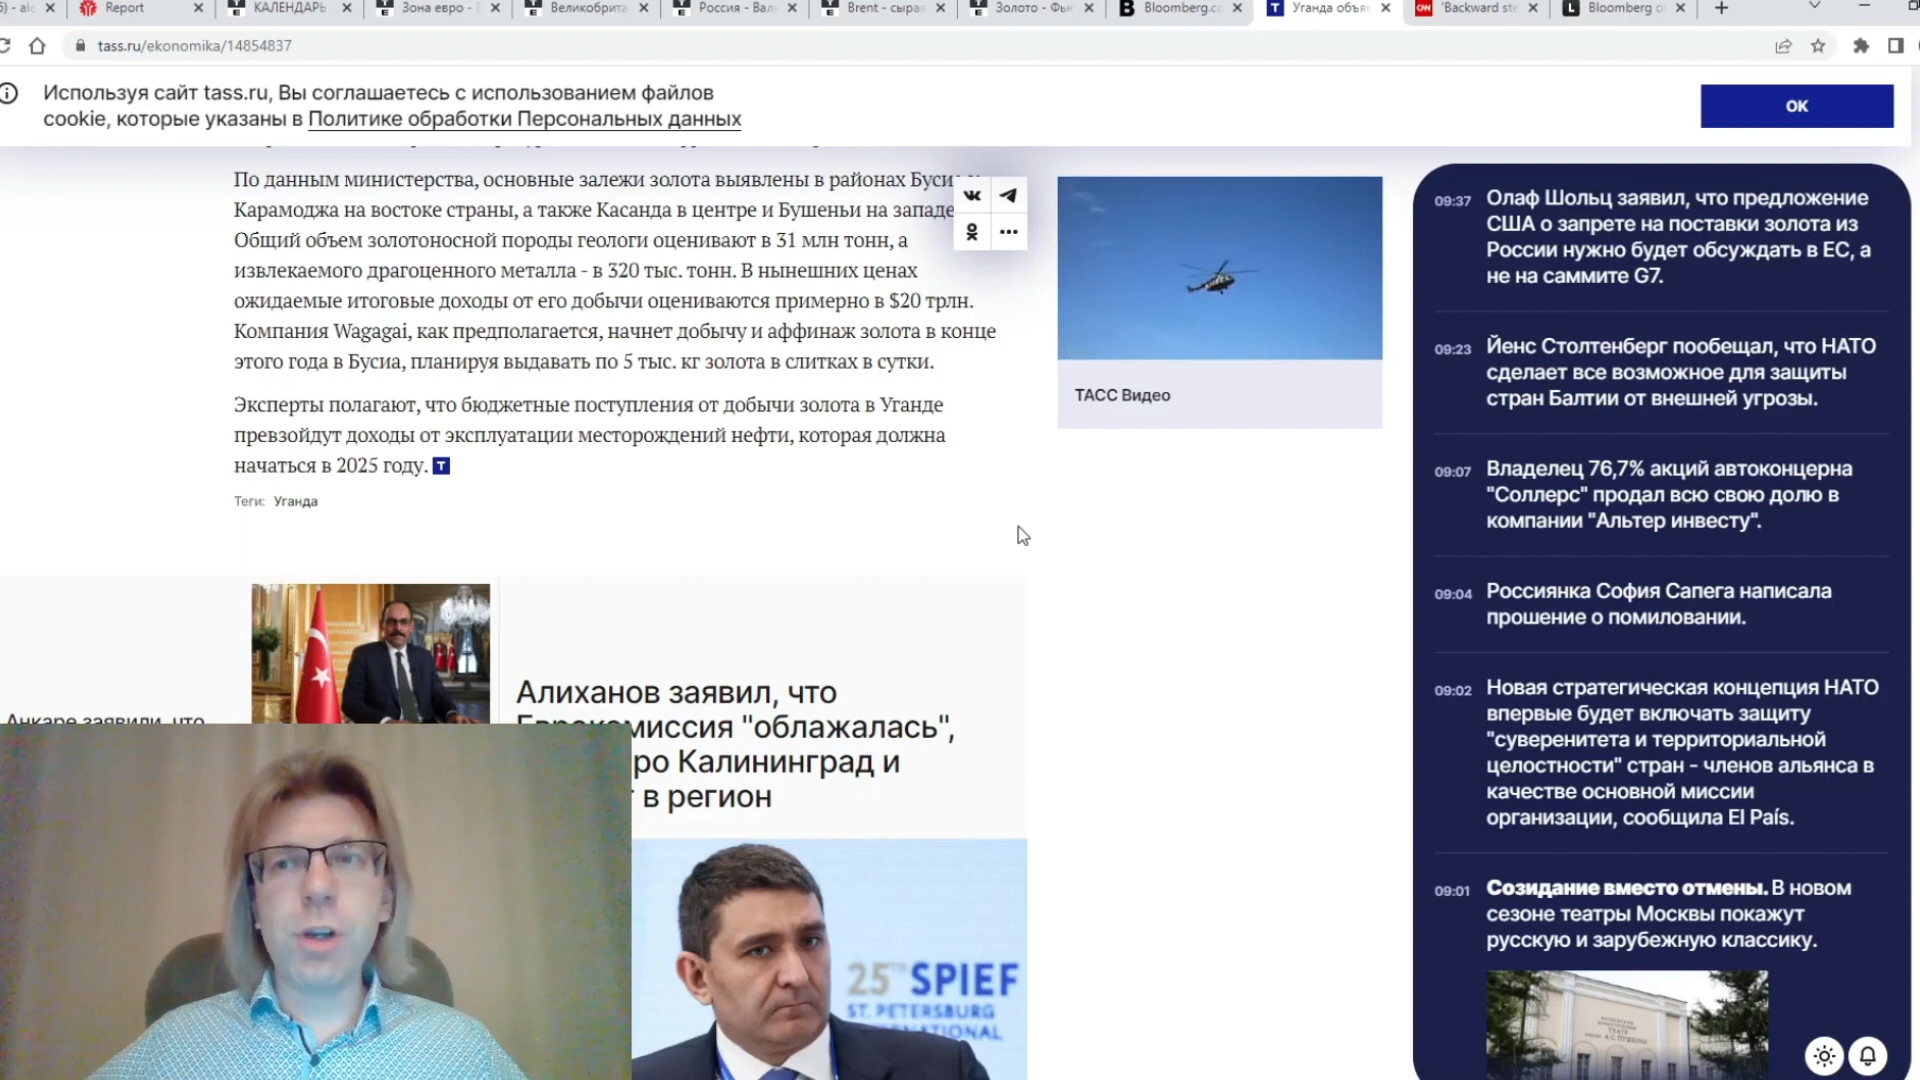 Report
КАЛЕНДАРЬ
Зона евро -
Великобрита
Россия - Вал
Brent - сырая
Золото - Фью
Bloomberg.co
Уганда объяв
'Backward ste
Bloomberg o
tass.ru/ekonomika/14854837
Используя сайт tass.ru, Вы соглашаетесь с использованием файлов
cookie, которые указаны в Политике обработки Персональных данных
OK
По данным министерства, основные залежи золота выявлены в районах Буси
Карамоджа на востоке страны, а также Касанда в центре и Бушеньи на западе
Общий объем золотоносной породы геологи оценивают в 31 млн тонн, а
извлекаемого драгоценного металла - в 320 тыс. тонн. В нынешних ценах
ожидаемые итоговые доходы от его добычи оцениваются примерно в $20 трлн.
Компания Wagagai, как предполагается, начнет добычу и аффинаж золота в конце
этого года в Бусиа, планируя выдавать по 5 тыс. кг золота в слитках в сутки.
Эксперты полагают, что бюджетные поступления от добычи золота в Уганде
превзойдут доходы от эксплуатации месторождений нефти, которая должна
начаться в 2025 году.
Теги: Уганда
ТАСС Видео
Анкаре заявили, что
Алиханов заявил, что
Еврокомиссия "облажалась",
ро Калининград и
в регион
25TH SPIEF
ST. PETERSBURG
09:37 Олаф Шольц заявил, что предложение
США о запрете на поставки золота из
России нужно будет обсуждать в ЕС, а
не на саммите G7.
09:23 Йенс Столтенберг пообещал, что НАТО
сделает все возможное для защиты
стран Балтии от внешней угрозы.
09:07 Владелец 76,7% акций автоконцерна
"Соллерс" продал всю свою долю в
компании "Альтер инвесту".
09:04 Россиянка София Сапега написала
прошение о помиловании.
09:02 Новая стратегическая концепция НАТО
впервые будет включать защиту
"суверенитета и территориальной
целостности" стран - членов альянса в
качестве основной миссии
организации, сообщила El País.
09:01 Созидание вместо отмены. В новом
сезоне театры Москвы покажут
русскую и зарубежную классику.